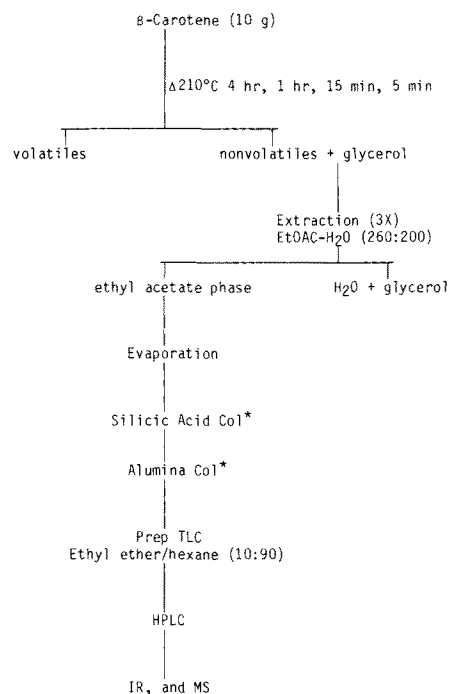 B-Carotene (10 g)
Δ210°C 4 hr, 1 hr, 15 min, 5 min
volatiles
nonvolatiles + glycerol
Extraction (3X)
EtOAC-H2O (260:200)
ethyl acetate phase
H2O + glycerol
Evaporation
Silicic Acid Col*
Alumina Col*
Prep TLC
Ethyl ether/hexane (10:90)
HPLC
IR, and MS